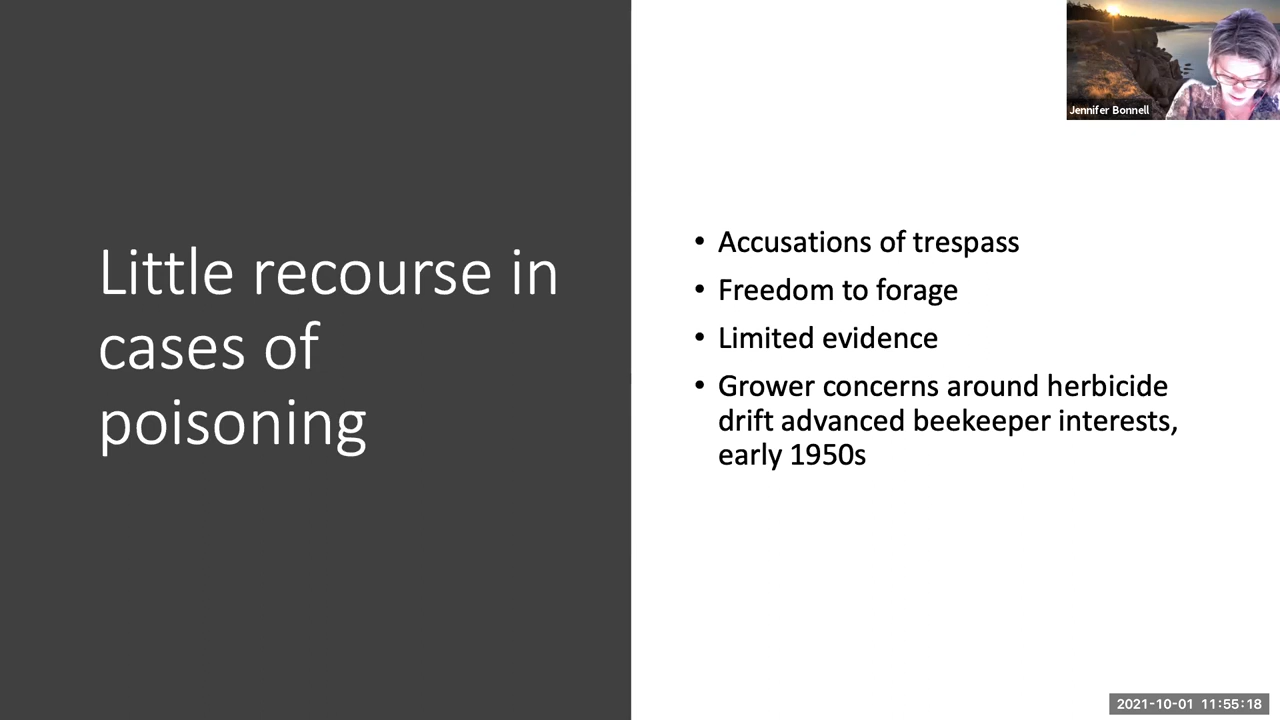 Jennifer Bonnell
Little recourse in
cases of
poisoning
• Accusations of trespass
• Freedom to forage
• Limited evidence
• Grower concerns around herbicide
drift advanced beekeeper interests,
early 1950s
2021-10-01 11:55:18